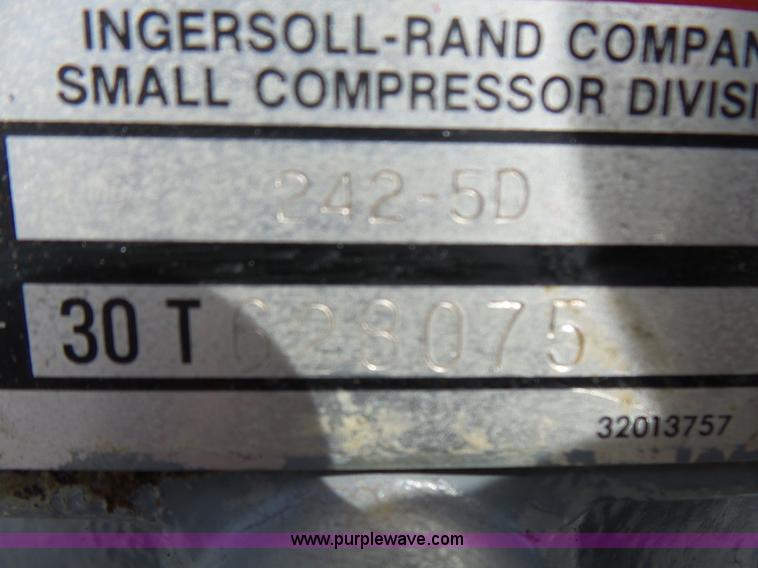 INGERSOLL-RAND COMPAN
SMALL COMPRESSOR DIVISI
242-5D
30 T 628075
32013757
www.purplewave.com